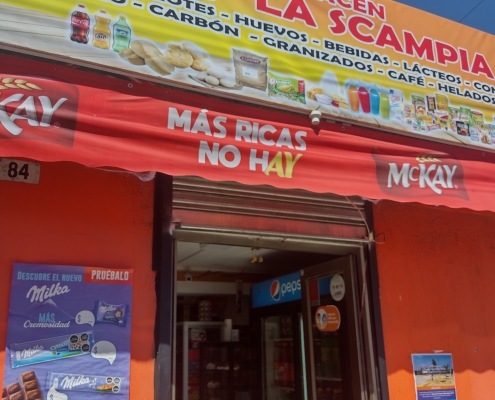 LA SCAMPIA
- HUEVOS - BEBIDAS - LÁCTEOS -
- CARBÓN - GRANIZADOS - CAFÉ - HELADOS
McKAY
MÁS RICAS
NO HAY
McKAY
84
pepsi
DESCUBRE EL NUEVO PRUÉBALO
Milka
MÁS
Cremosidad
Milka
Milka